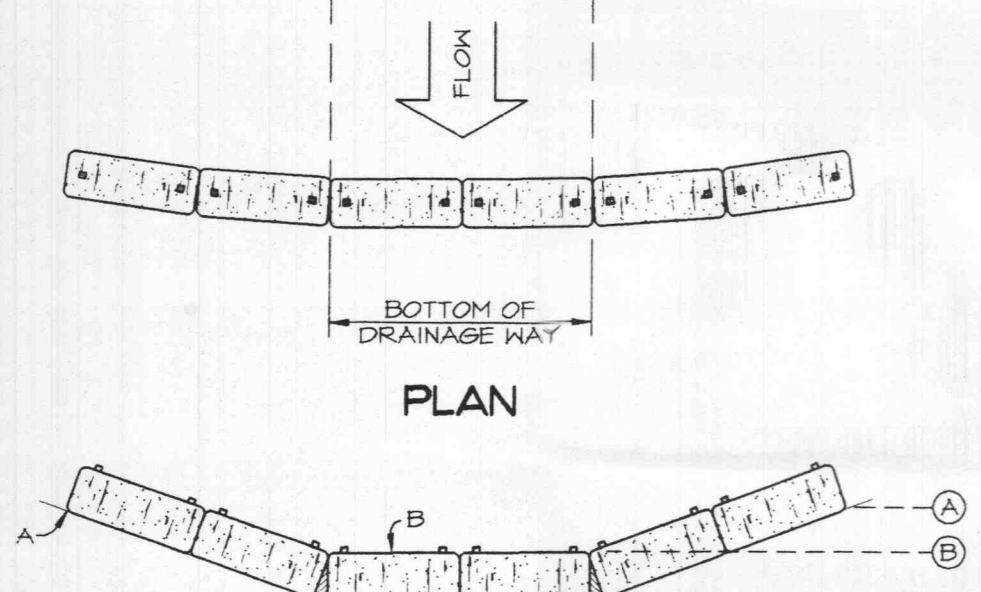 FLOW
BOTTOM OF
DRAINAGE WAY
PLAN
A
B
A
B